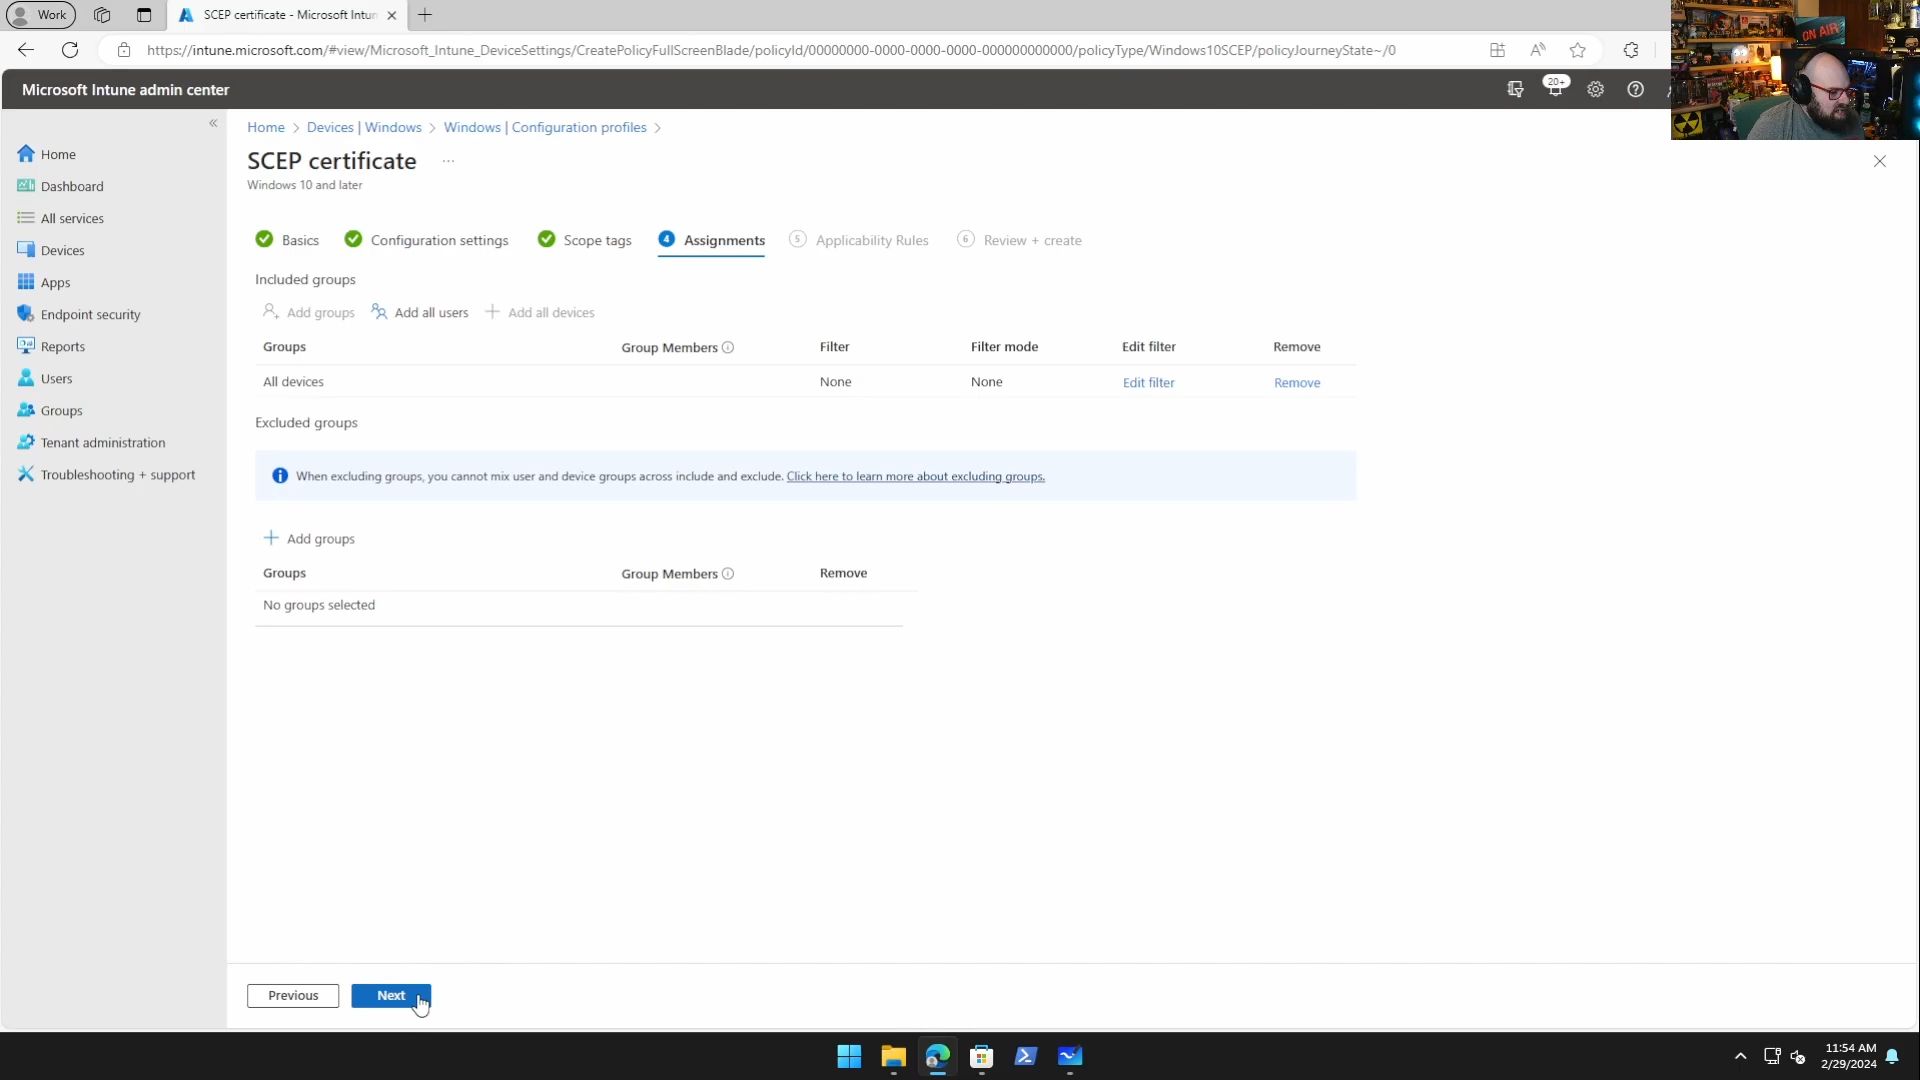 Work
SCEP certificate - Microsoft Intun
https://intune.microsoft.com/#view/Microsoft_Intune_DeviceSettings/CreatePolicyFullScreenBlade/policyId/00000000-0000-0000-0000-000000000000/policyType/Windows10SCEP/policyJourneyState~/0
ON AIR
Microsoft Intune admin center
20+
Home > Devices | Windows > Windows | Configuration profiles >
SCEP certificate ...
Windows 10 and later
Home
Dashboard
All services
Devices
Apps
Endpoint security
Reports
Users
Groups
Tenant administration
Troubleshooting + support
Basics
Configuration settings
Scope tags
4 Assignments
5 Applicability Rules
6 Review + create
Included groups
Add groups Add all users Add all devices
Groups Group Members Filter Filter mode Edit filter Remove
All devices None None Edit filter Remove
Excluded groups
When excluding groups, you cannot mix user and device groups across include and exclude. Click here to learn more about excluding groups.
Add groups
Groups Group Members Remove
No groups selected
Previous Next
11:54 AM
2/29/2024